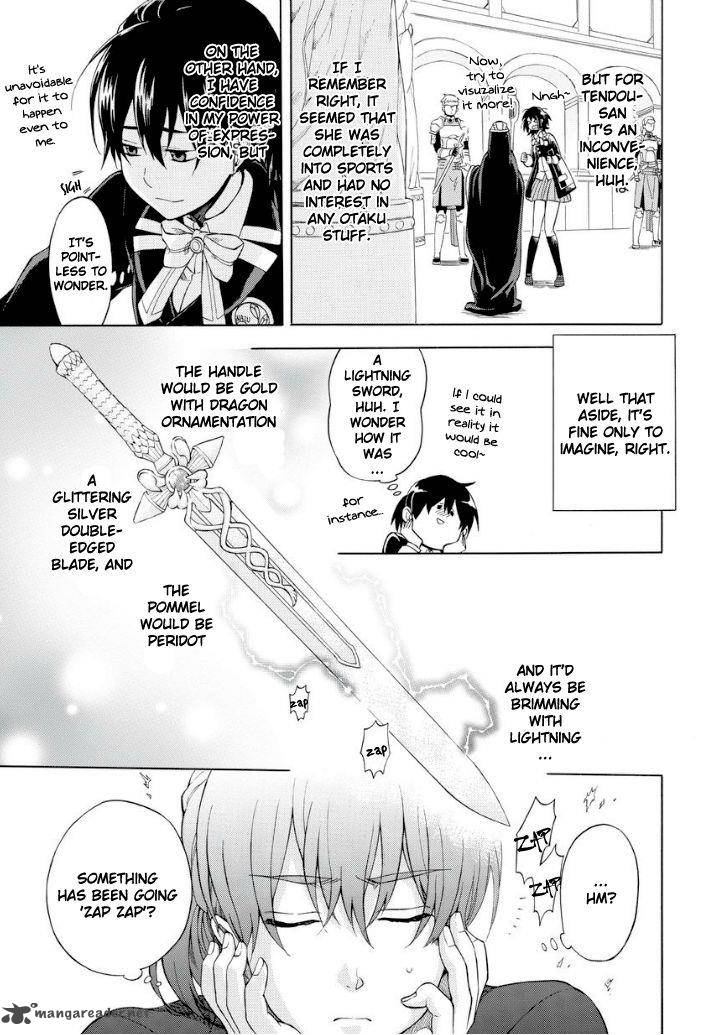 BUT FOR
TENDOU-
SAN
IT'S AN
INCONVE-
NIENCE,
HUH.
Nngh~
Now,
try to
visuzalize
it more!
IF I
REMEMBER
RIGHT, IT
SEEMED THAT
SHE WAS
COMPLETELY
INTO SPORTS
AND HAD NO
INTEREST IN
ANY OTAKU
STUFF.
ON THE
OTHER HAND,
I HAVE
CONFIDENCE
IN MY POWER
OF EXPRES-
SION, BUT
It's
unavoidable
for it to
happen
even to
me.
SIGH
IT'S
POINT-
LESS TO
WONDER.
WELL THAT
ASIDE, IT'S
FINE ONLY TO
IMAGINE, RIGHT.
If I could
see it in
reality it
would be
cool~
A
LIGHTNING
SWORD,
HUH. I
WONDER
HOW IT
WAS
...
for
instance...
THE HANDLE
WOULD BE GOLD
WITH DRAGON
ORNAMENTATION
A
GLITTERING
SILVER
DOUBLE-
EDGED
BLADE, AND
THE
POMMEL
WOULD BE
PERIDOT
AND IT'D
ALWAYS BE
BRIMMING
WITH
LIGHTNING
...
zap
zap
ZAP
ZAP
ZAP
...
HM?
SOMETHING
HAS BEEN GOING
'ZAP ZAP'?
mangareader.net